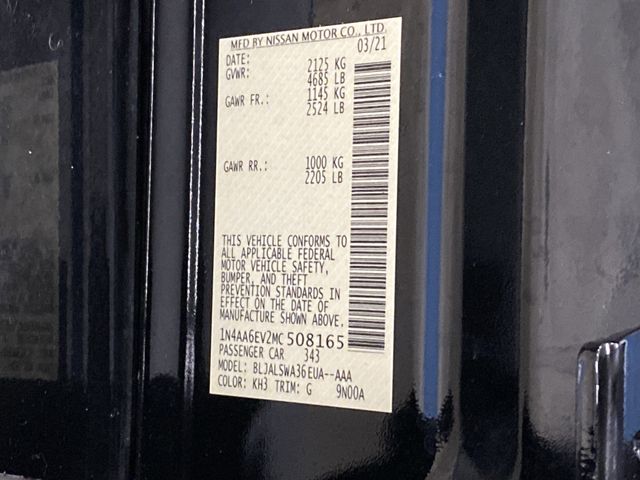 MFD BY NISSAN MOTOR CO., LTD.
DATE: 03/21
GVWR: 2125 KG
4685 LB
GAWR FR.: 1145 KG
2524 LB
GAWR RR.: 1000 KG
2205 LB
THIS VEHICLE CONFORMS TO
ALL APPLICABLE FEDERAL
MOTOR VEHICLE SAFETY,
BUMPER, AND THEFT
PREVENTION STANDARDS IN
EFFECT ON THE DATE OF
MANUFACTURE SHOWN ABOVE.
1N4AA6EV2MC508165
PASSENGER CAR 343
MODEL: BLJALSWA36EUA--AAA
COLOR: KH3 TRIM: G 9N00A